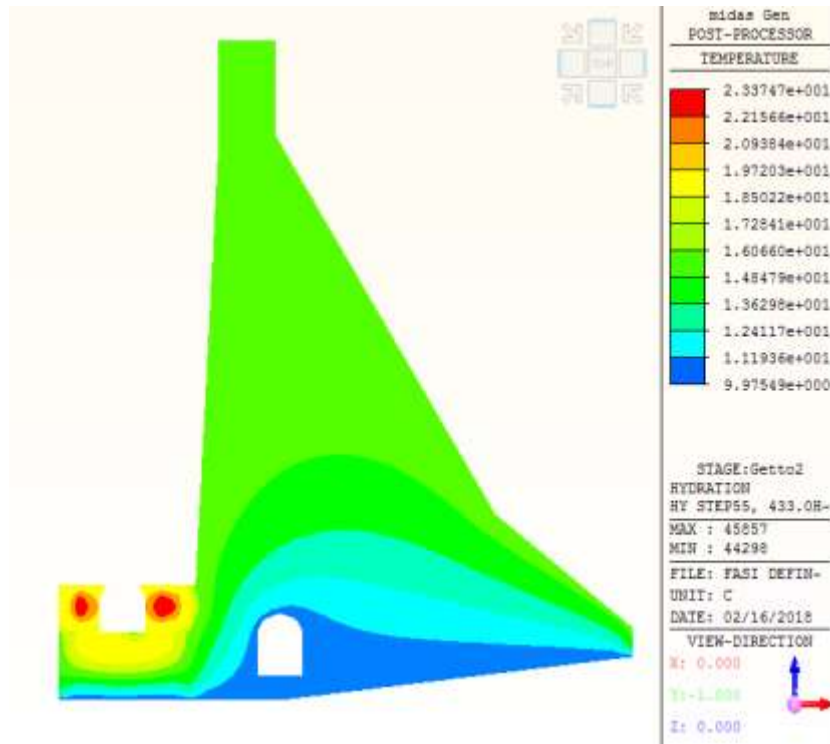 midas Gen
POST-PROCESSOR
TEMPERATURE
2.33747e+001
2.21566e+001
2.09384e+001
1.97203e+001
1.85022e+001
1.72841e+001
1.60660e+001
1.48479e+001
1.36298e+001
1.24117e+001
1.11936e+001
9.97549e+000
STAGE:Getto2
HYDRATION
HY STEP55, 433.0H~
MAX : 45857
MIN : 44298
FILE: FASI DEFIN~
UNIT: C
DATE: 02/16/2018
VIEW-DIRECTION
X: 0.000
Y:-1.000
Z: 0.000